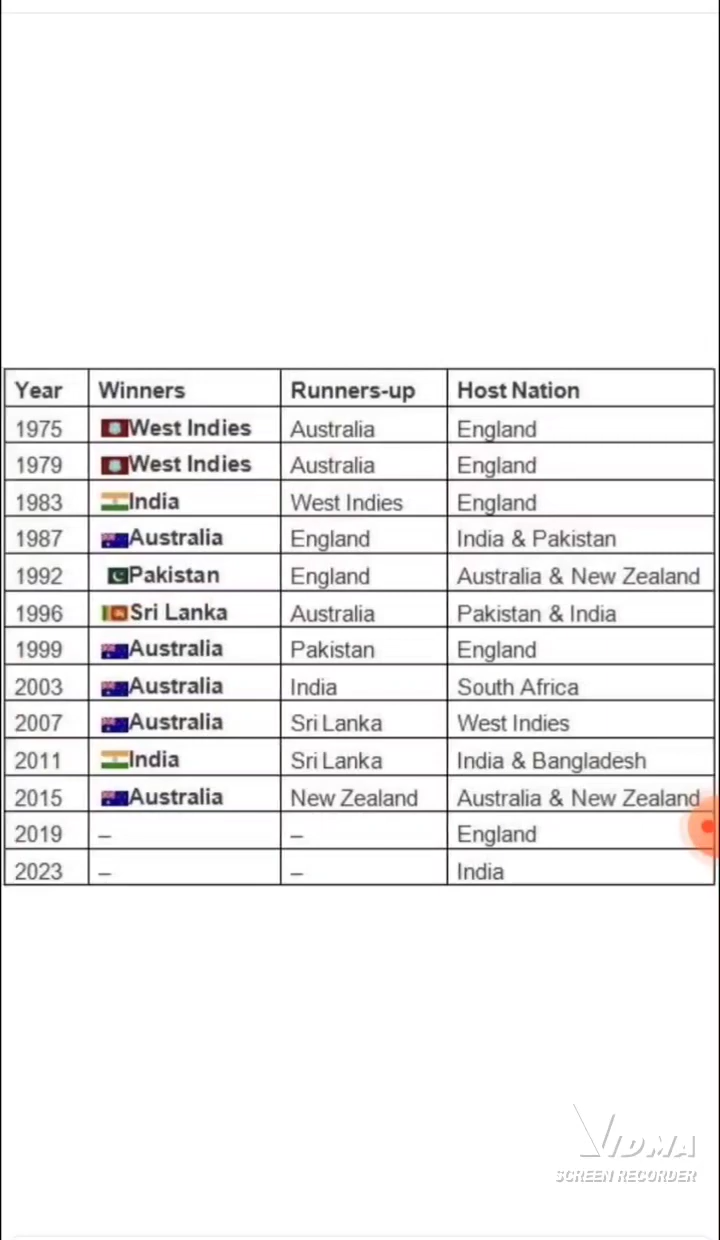 Year Winners Runners-up Host Nation
1975 West Indies Australia England
1979 West Indies Australia England
1983 India West Indies England
1987 Australia England India & Pakistan
1992 Pakistan England Australia & New Zealand
1996 Sri Lanka Australia Pakistan & India
1999 Australia Pakistan England
2003 Australia India South Africa
2007 Australia Sri Lanka West Indies
2011 India Sri Lanka India & Bangladesh
2015 Australia New Zealand Australia & New Zealand
2019 – – England
2023 – – India
VIDMA
SCREEN RECORDER